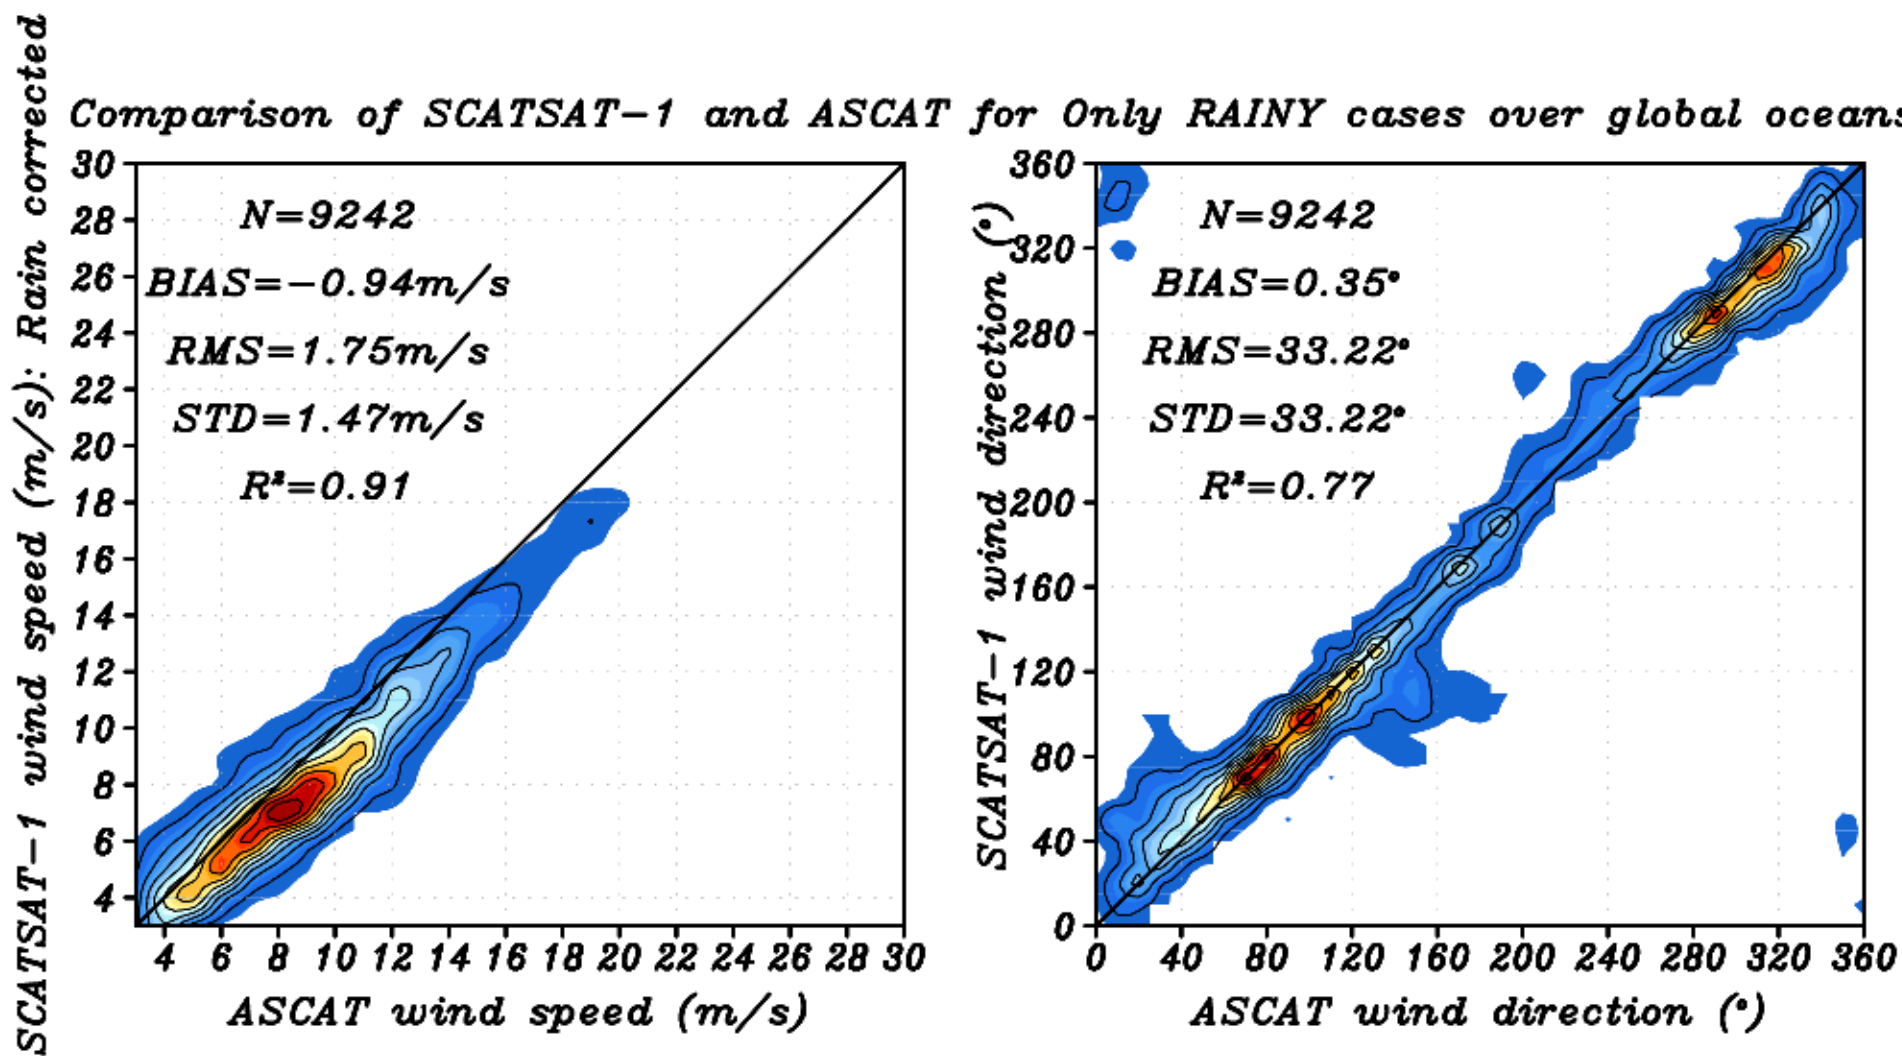 Comparison of SCATSAT-1 and ASCAT for Only RAINY cases over global oceans
SCATSAT-1 wind speed (m/s): Rain corrected
30
28
26
24
22
20
18
16
14
12
10
8
6
4
N=9242
BIAS=-0.94m/s
RMS=1.75m/s
STD=1.47m/s
R²=0.91
4 6 8 10 12 14 16 18 20 22 24 26 28 30
ASCAT wind speed (m/s)
SCATSAT-1 wind direction (°)
360
320
280
240
200
160
120
80
40
0
N=9242
BIAS=0.35°
RMS=33.22°
STD=33.22°
R²=0.77
0 40 80 120 160 200 240 280 320 360
ASCAT wind direction (°)